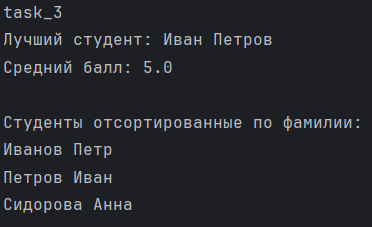 task_3
Лучший студент: Иван Петров
Средний балл: 5.0
Студенты отсортированные по фамилии:
Иванов Петр
Петров Иван
Сидорова Анна